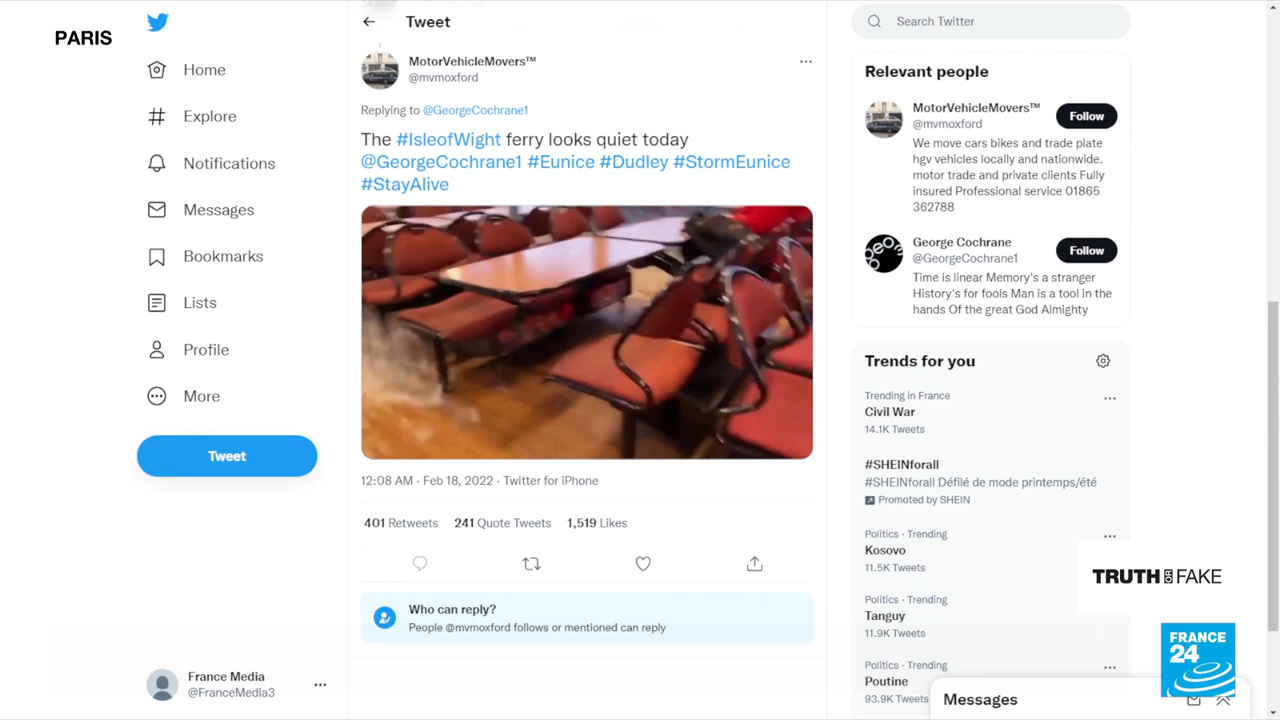 PARIS
Home
Explore
Notifications
Messages
Bookmarks
Lists
Profile
More
Tweet
France Media
@FranceMedia3
Tweet
MotorVehicleMovers™
@mvmoxford
Replying to @GeorgeCochrane1
The #IsleofWight ferry looks quiet today
@GeorgeCochrane1 #Eunice #Dudley #StormEunice
#StayAlive
12:08 AM · Feb 18, 2022 · Twitter for iPhone
401 Retweets 241 Quote Tweets 1,519 Likes
Who can reply?
People @mvmoxford follows or mentioned can reply
Search Twitter
Relevant people
MotorVehicleMovers™
@mvmoxford
Follow
We move cars bikes and trade plate
hgv vehicles locally and nationwide.
motor trade and private clients Fully
insured Professional service 01865
362788
George Cochrane
@GeorgeCochrane1
Follow
Time is linear Memory's a stranger
History's for fools Man is a tool in the
hands Of the great God Almighty
Trends for you
Trending in France
Civil War
14.1K Tweets
#SHEINforall
#SHEINforall Défilé de mode printemps/été
Promoted by SHEIN
Politics · Trending
Kosovo
11.5K Tweets
Politics · Trending
Tanguy
11.9K Tweets
Politics · Trending
Poutine
93.9K Tweets
Messages
TRUTH OR FAKE
FRANCE
24